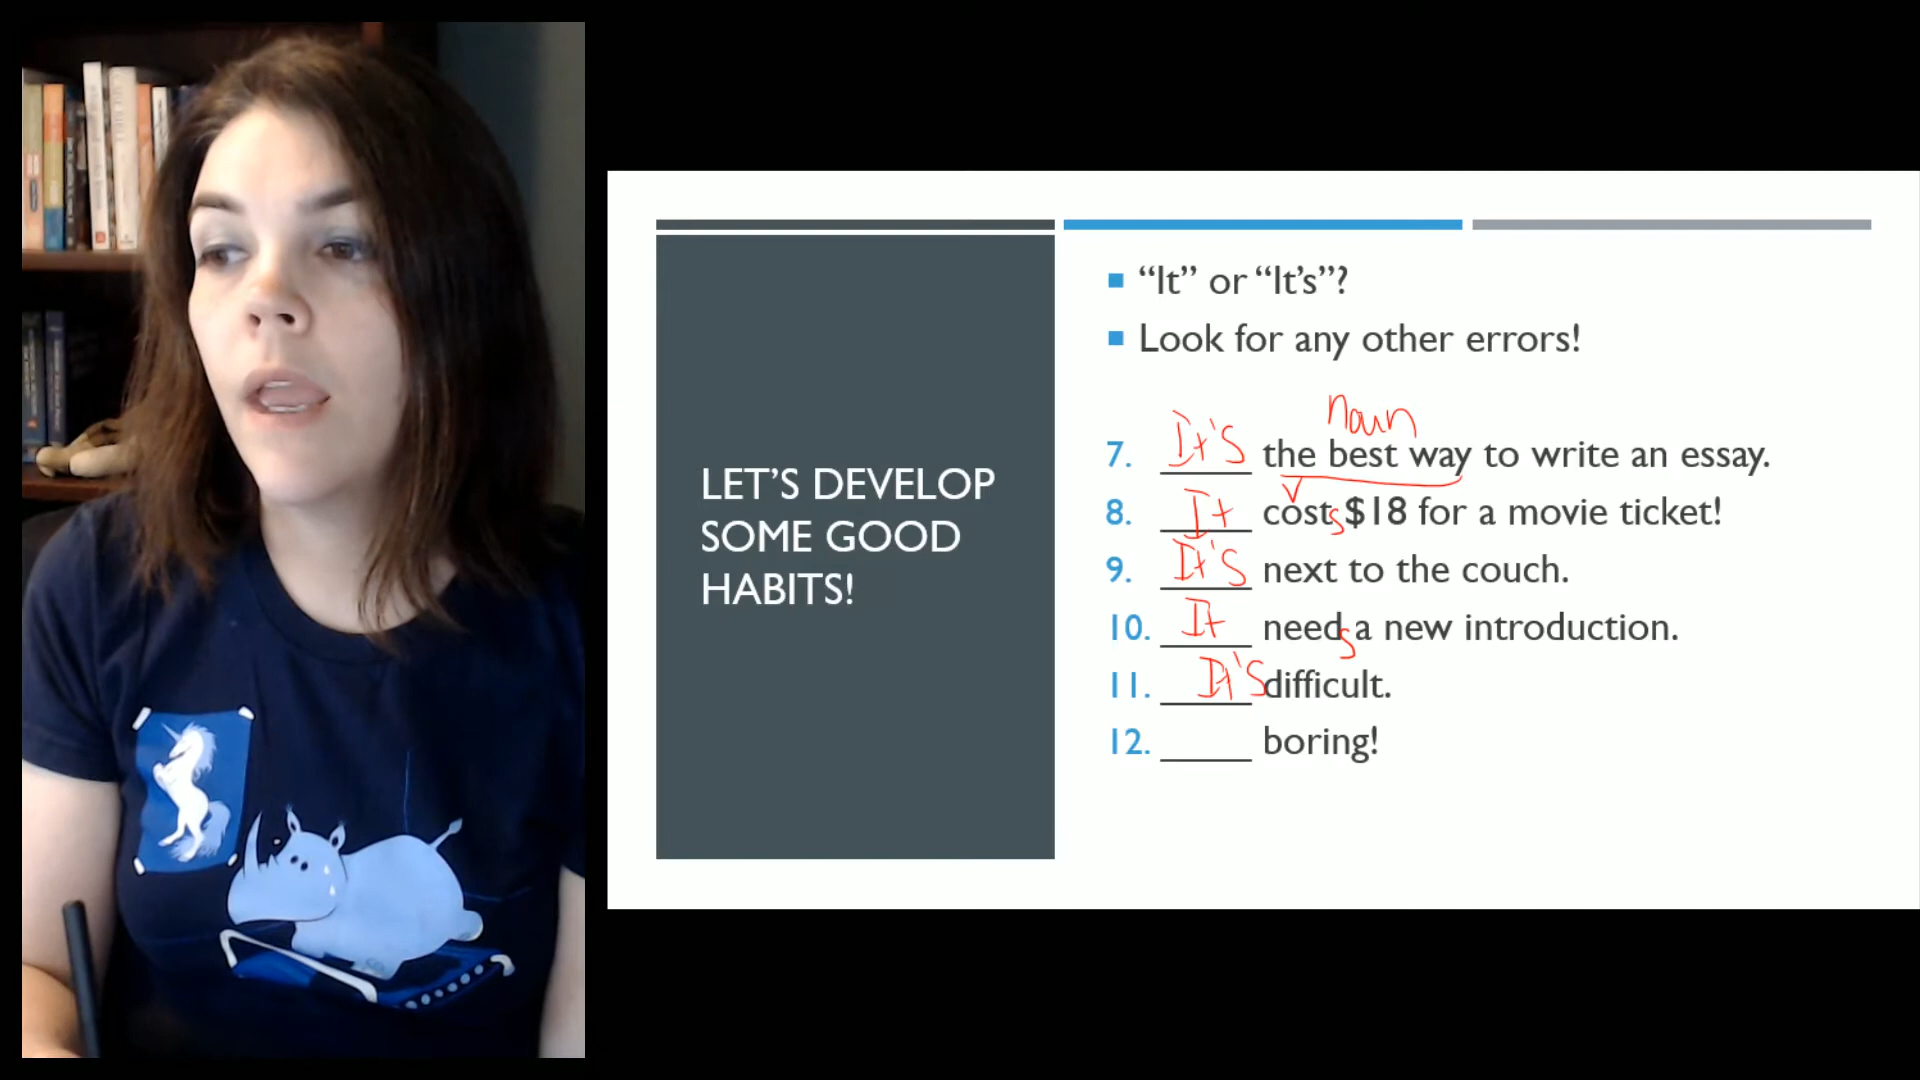 LET'S DEVELOP
SOME GOOD
HABITS!
"It" or "It's"?
Look for any other errors!
noun
7. It's the best way to write an essay.
v
8. It costs $18 for a movie ticket!
9. It's next to the couch.
10. It needs a new introduction.
11. It's difficult.
12. _____ boring!